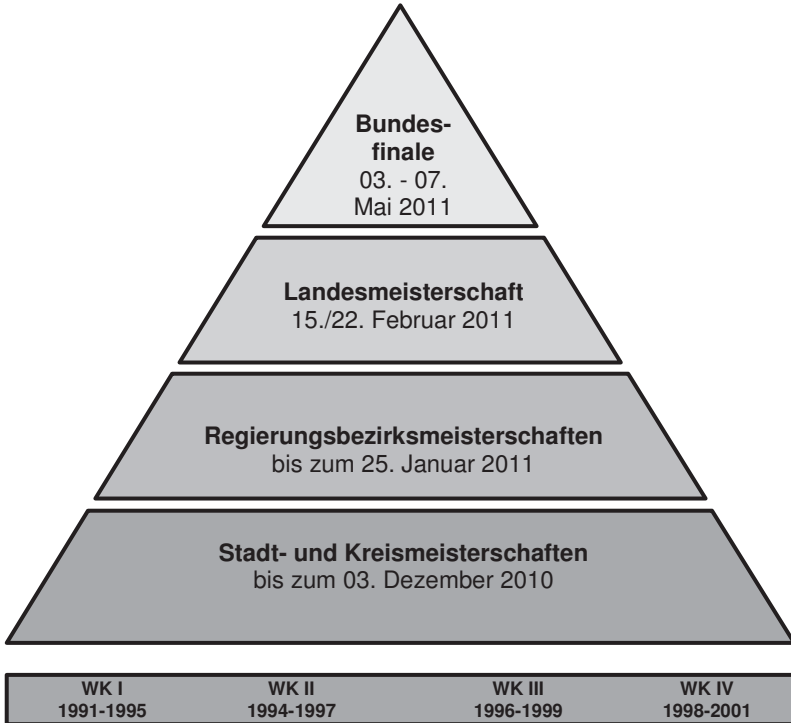 Bundes-
finale
03. - 07.
Mai 2011
Landesmeisterschaft
15./22. Februar 2011
Regierungsbezirksmeisterschaften
bis zum 25. Januar 2011
Stadt- und Kreismeisterschaften
bis zum 03. Dezember 2010
WK I WK II WK III WK IV
1991-1995 1994-1997 1996-1999 1998-2001